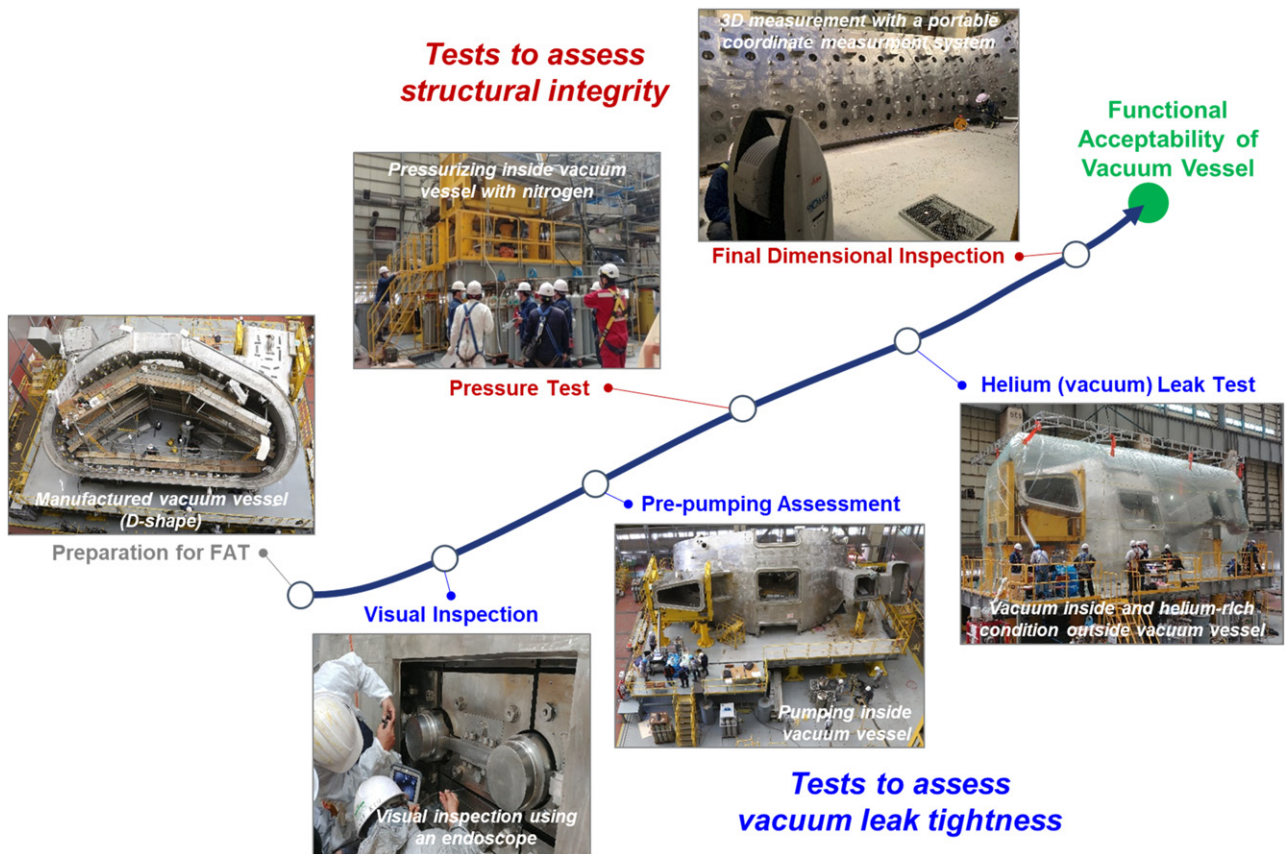 Tests to assess
structural integrity
3D measurement with a portable
coordinate measurment system
Functional
Acceptability of
Vacuum Vessel
Pressurizing inside vacuum
vessel with nitrogen
Final Dimensional Inspection
Pressure Test
Helium (vacuum) Leak Test
Manufactured vacuum vessel
(D-shape)
Preparation for FAT
Pre-pumping Assessment
Visual Inspection
Vacuum inside and helium-rich
condition outside vacuum vessel
Pumping inside
vacuum vessel
Visual inspection using
an endoscope
Tests to assess
vacuum leak tightness